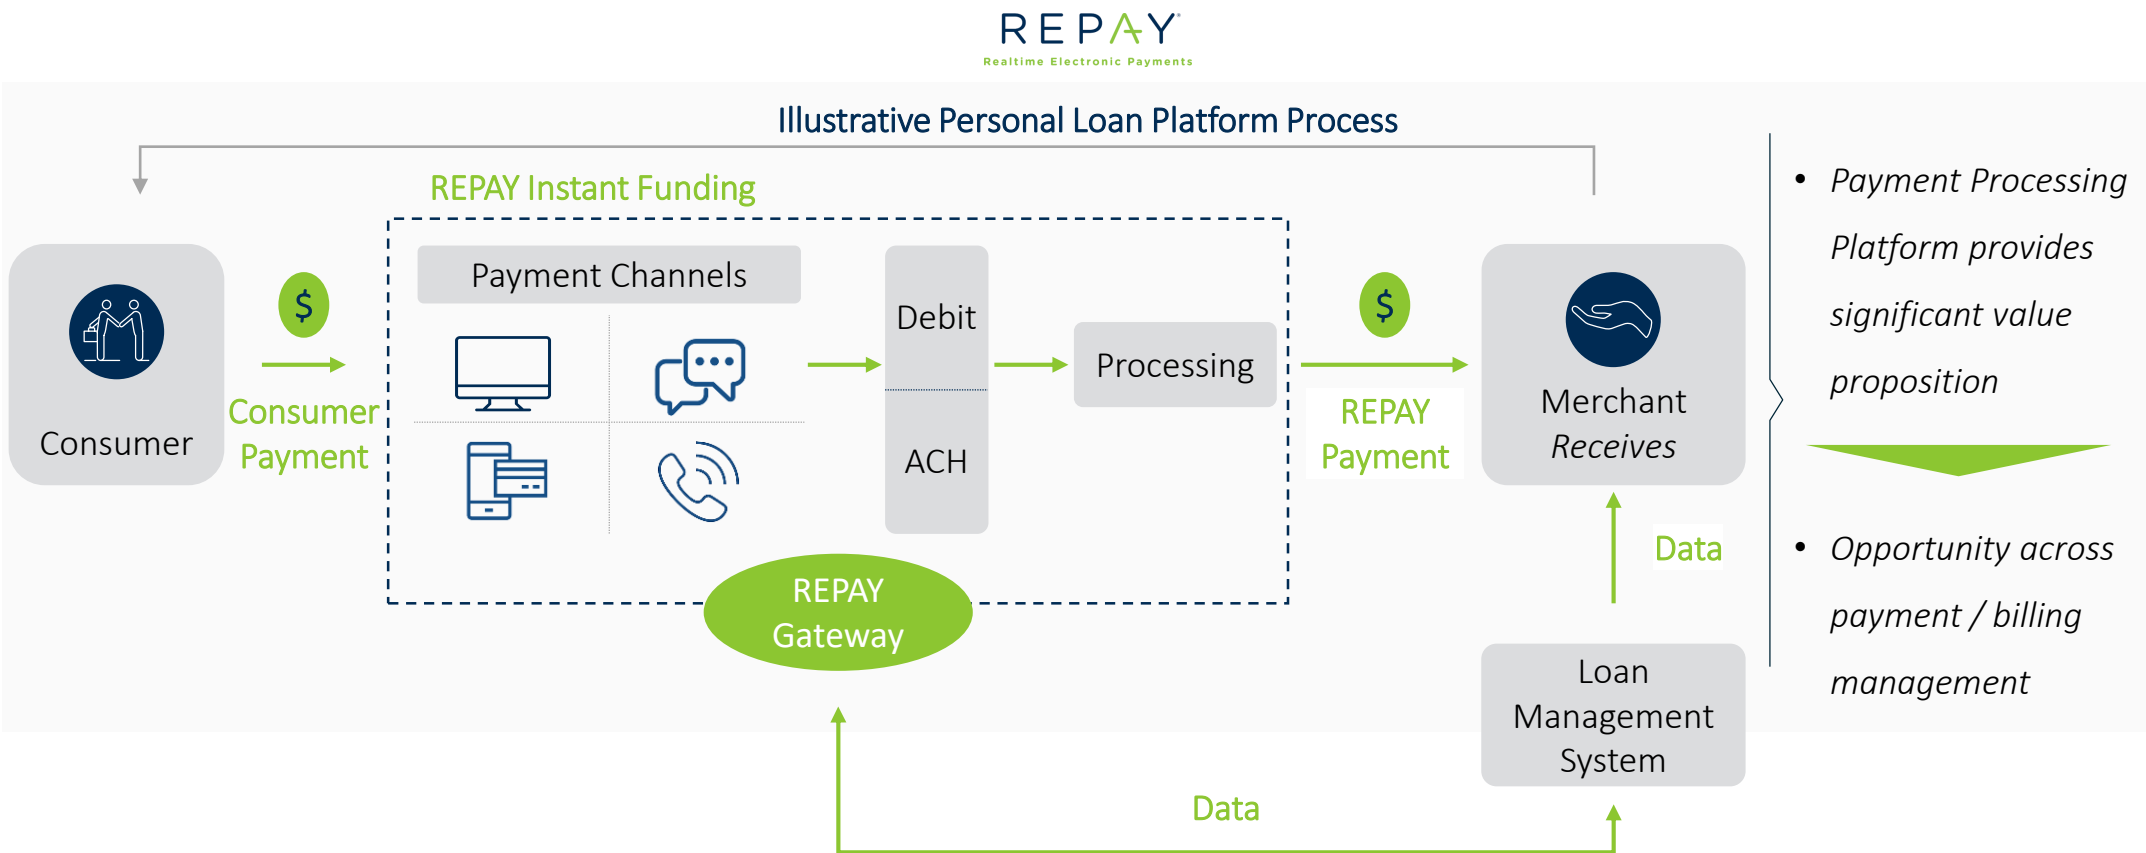 REPAY
Realtime Electronic Payments
Illustrative Personal Loan Platform Process
REPAY Instant Funding
Consumer
$
Consumer
Payment
Payment Channels
Debit
ACH
Processing
REPAY
Gateway
$
REPAY
Payment
Merchant
Receives
Data
Loan
Management
System
Data
• Payment Processing
Platform provides
significant value
proposition
• Opportunity across
payment / billing
management